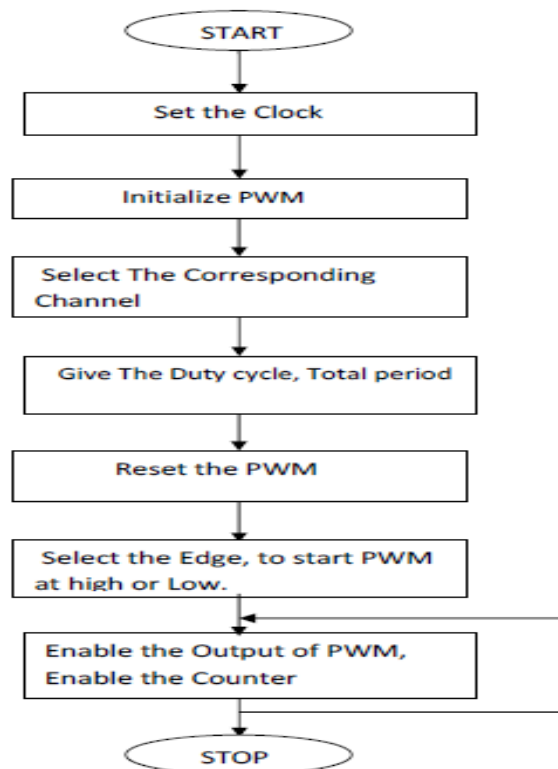 START
Set the Clock
Initialize PWM
Select The Corresponding
Channel
Give The Duty cycle, Total period
Reset the PWM
Select the Edge, to start PWM
at high or Low.
Enable the Output of PWM,
Enable the Counter
STOP